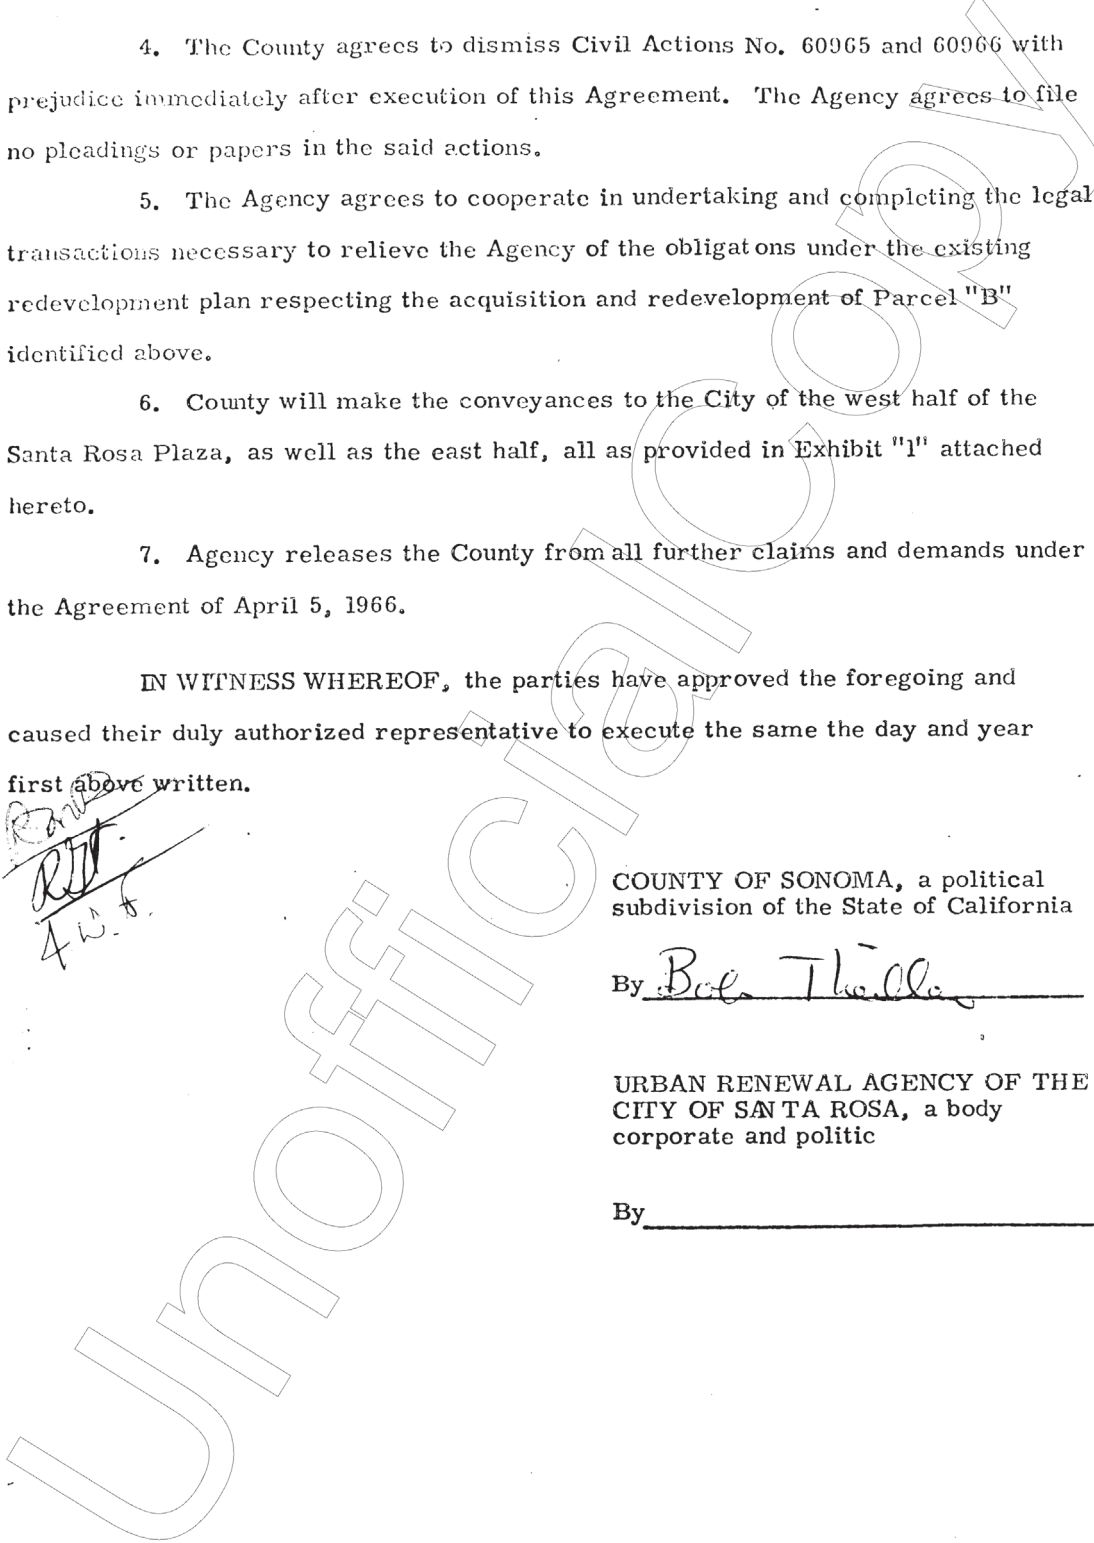 4. The County agrees to dismiss Civil Actions No. 60965 and 60966 with
prejudice immediately after execution of this Agreement. The Agency agrees to file
no pleadings or papers in the said actions.
5. The Agency agrees to cooperate in undertaking and completing the legal
transactions necessary to relieve the Agency of the obligat ons under the existing
redevelopment plan respecting the acquisition and redevelopment of Parcel "B"
identified above.
6. County will make the conveyances to the City of the west half of the
Santa Rosa Plaza, as well as the east half, all as provided in Exhibit "1" attached
hereto.
7. Agency releases the County from all further claims and demands under
the Agreement of April 5, 1966.
IN WITNESS WHEREOF, the parties have approved the foregoing and
caused their duly authorized representative to execute the same the day and year
first above written.
COUNTY OF SONOMA, a political
subdivision of the State of California
By Bob
URBAN RENEWAL AGENCY OF THE
CITY OF SANTA ROSA, a body
corporate and politic
By
Unofficial Copy